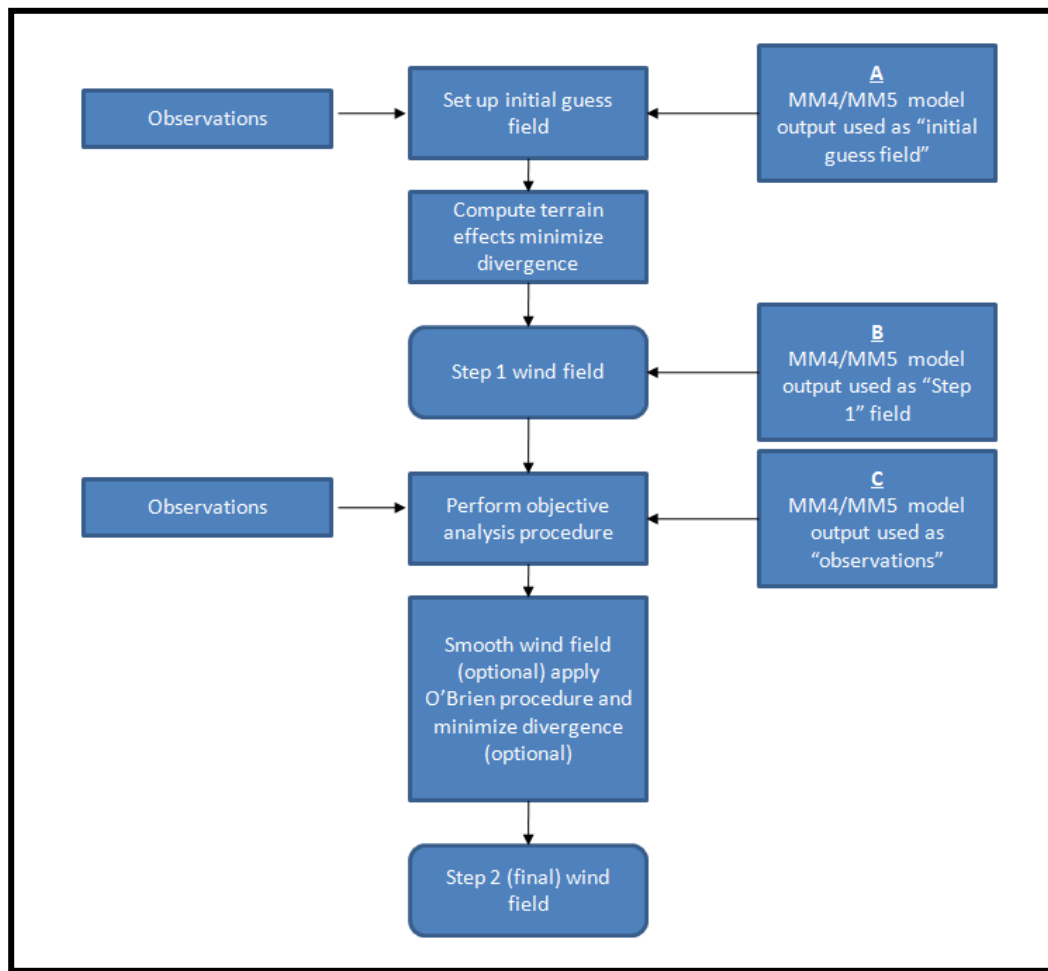 Observations
Set up initial guess
field
A
MM4/MM5 model
output used as “initial
guess field”
Compute terrain
effects minimize
divergence
Step 1 wind field
B
MM4/MM5 model
output used as “Step
1” field
Observations
Perform objective
analysis procedure
C
MM4/MM5 model
output used as
“observations”
Smooth wind field
(optional) apply
O’Brien procedure and
minimize divergence
(optional)
Step 2 (final) wind
field